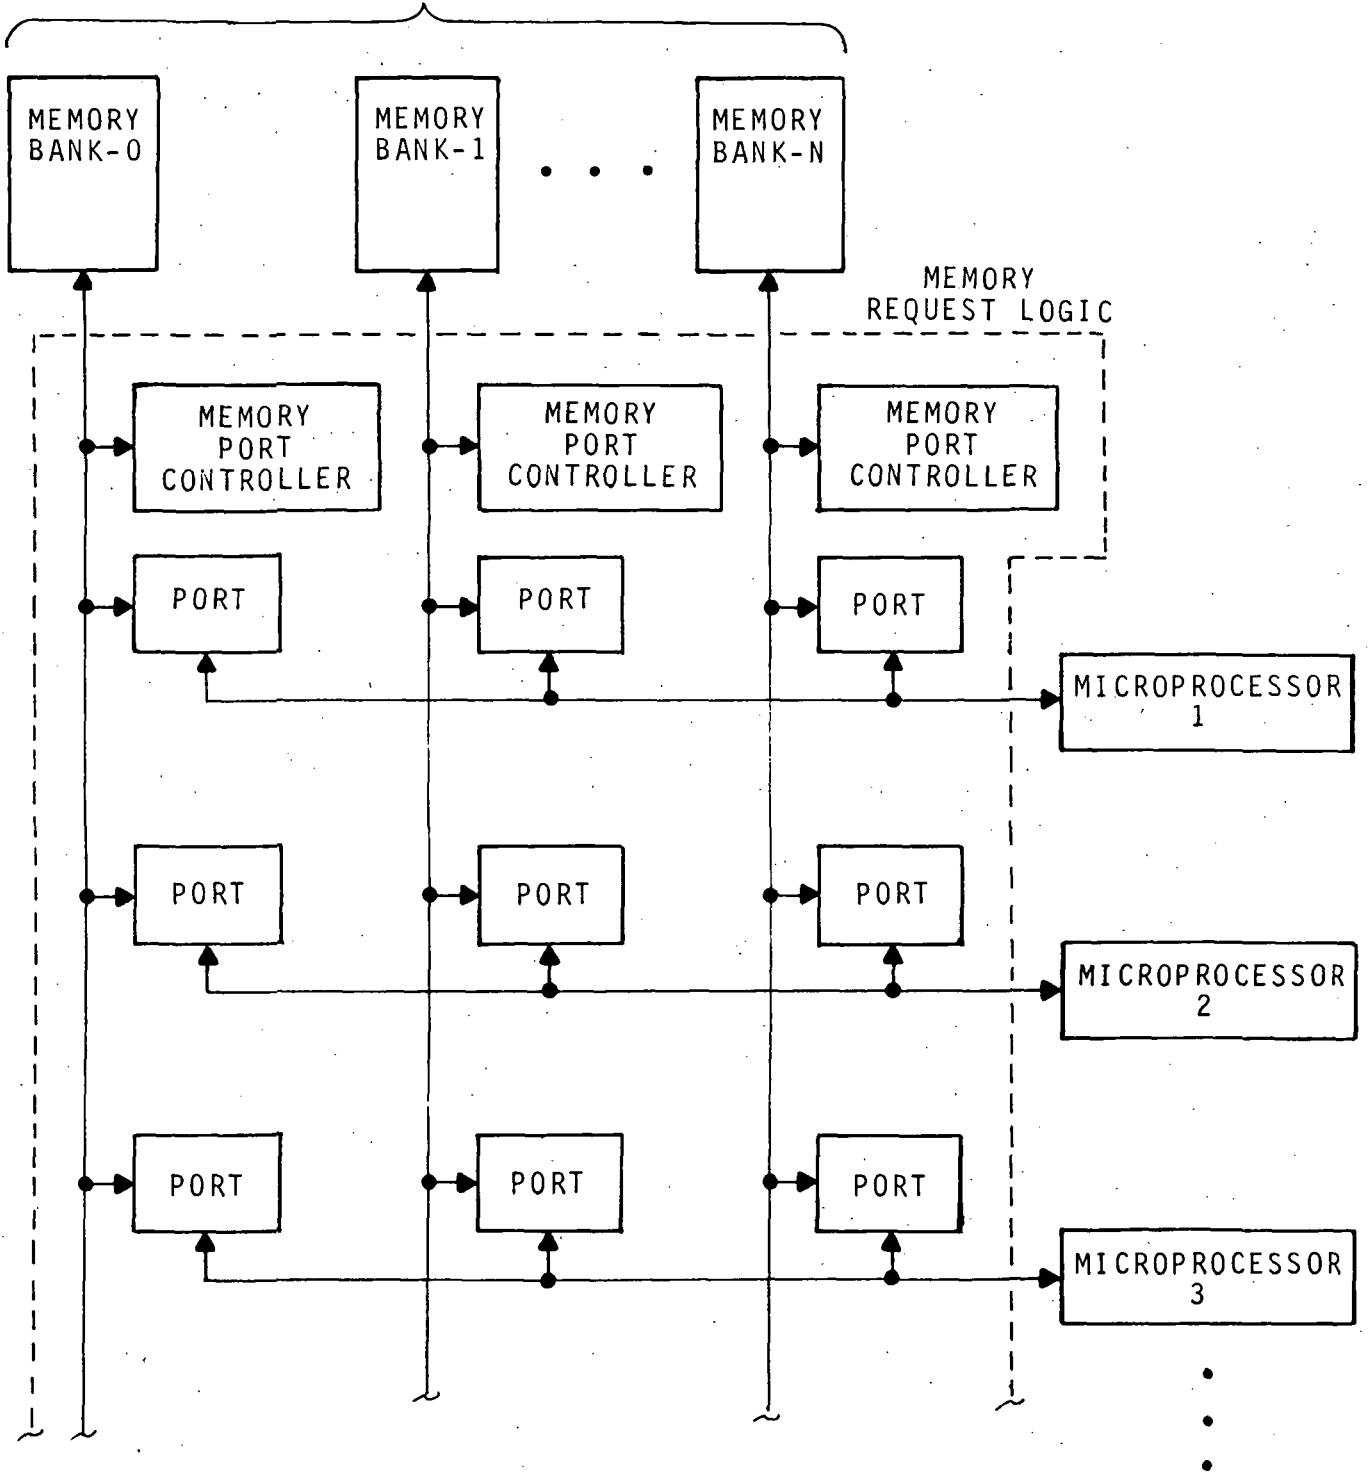 MEMORY
BANK-0
MEMORY
BANK-1
MEMORY
BANK-N
MEMORY
REQUEST LOGIC
MEMORY
PORT
CONTROLLER
MEMORY
PORT
CONTROLLER
MEMORY
PORT
CONTROLLER
PORT
PORT
PORT
MICROPROCESSOR
1
PORT
PORT
PORT
MICROPROCESSOR
2
PORT
PORT
PORT
MICROPROCESSOR
3